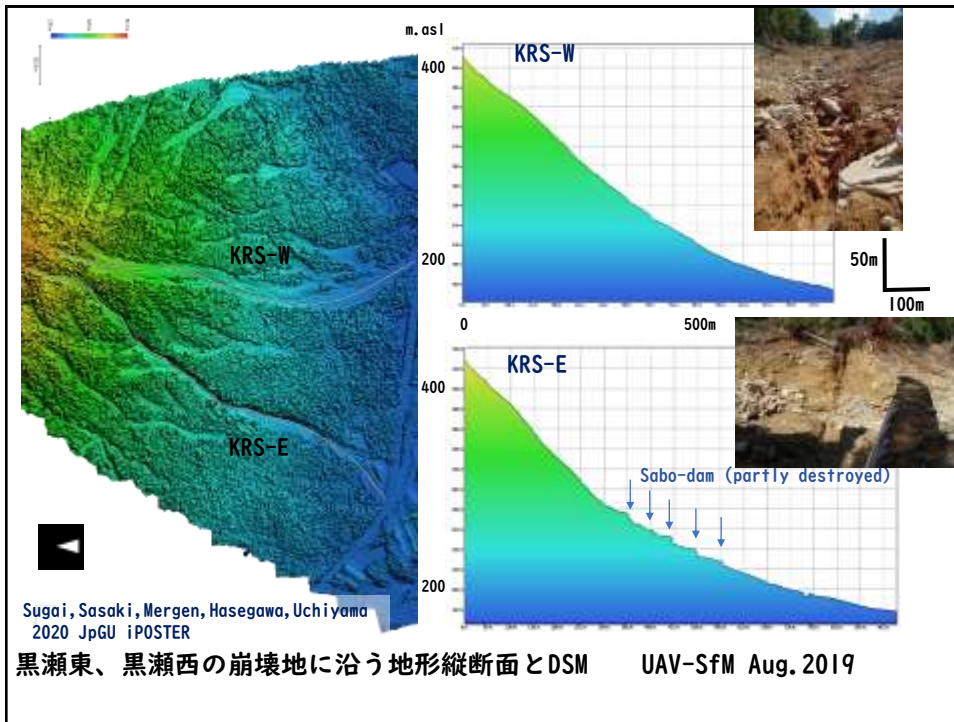 m.asl
KRS-W
400
200
0
500m
50m
100m
KRS-W
KRS-E
KRS-E
400
Sabo-dam (partly destroyed)
200
Sugai,Sasaki,Mergen,Hasegawa,Uchiyama
2020 JpGU iPOSTER
黒瀬東、黒瀬西の崩壊地に沿う地形縦断面とDSM UAV-SfM Aug.2019